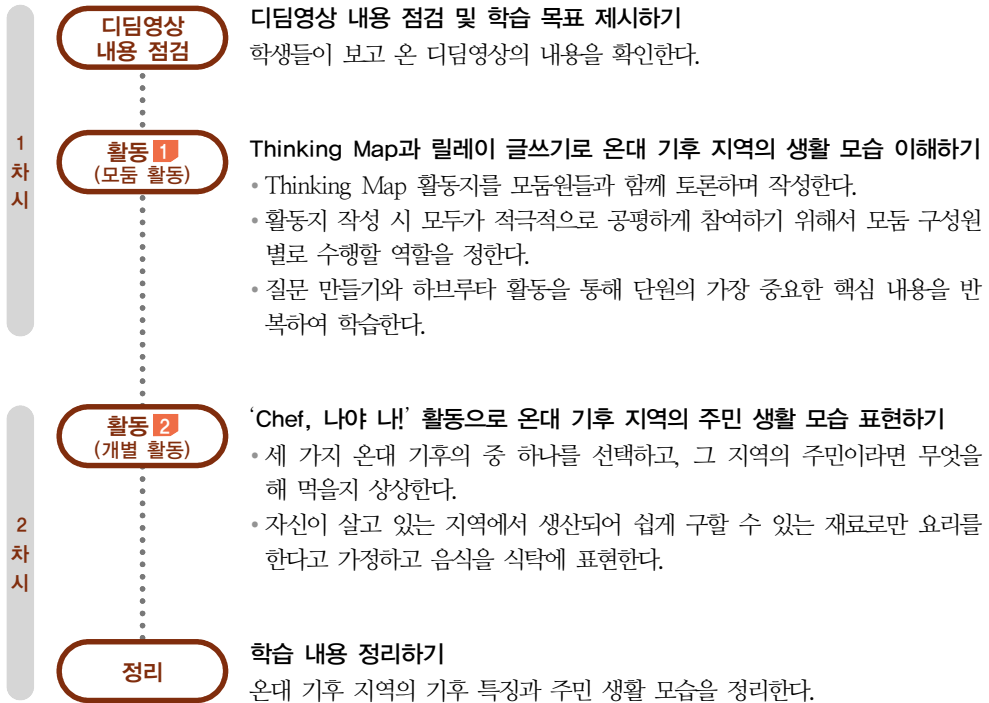 디딤영상
내용 점검
디딤영상 내용 점검 및 학습 목표 제시하기
학생들이 보고 온 디딤영상의 내용을 확인한다.
1
차
시
활동 1
(모둠 활동)
Thinking Map과 릴레이 글쓰기로 온대 기후 지역의 생활 모습 이해하기
• Thinking Map 활동지를 모둠원들과 함께 토론하며 작성한다.
• 활동지 작성 시 모두가 적극적으로 공평하게 참여하기 위해서 모둠 구성원
별로 수행할 역할을 정한다.
• 질문 만들기와 하브루타 활동을 통해 단원의 가장 중요한 핵심 내용을 반
복하여 학습한다.
2
차
시
활동 2
(개별 활동)
‘Chef, 나야 나!’ 활동으로 온대 기후 지역의 주민 생활 모습 표현하기
• 세 가지 온대 기후의 중 하나를 선택하고, 그 지역의 주민이라면 무엇을
해 먹을지 상상한다.
• 자신이 살고 있는 지역에서 생산되어 쉽게 구할 수 있는 재료로만 요리를
한다고 가정하고 음식을 식탁에 표현한다.
정리
학습 내용 정리하기
온대 기후 지역의 기후 특징과 주민 생활 모습을 정리한다.